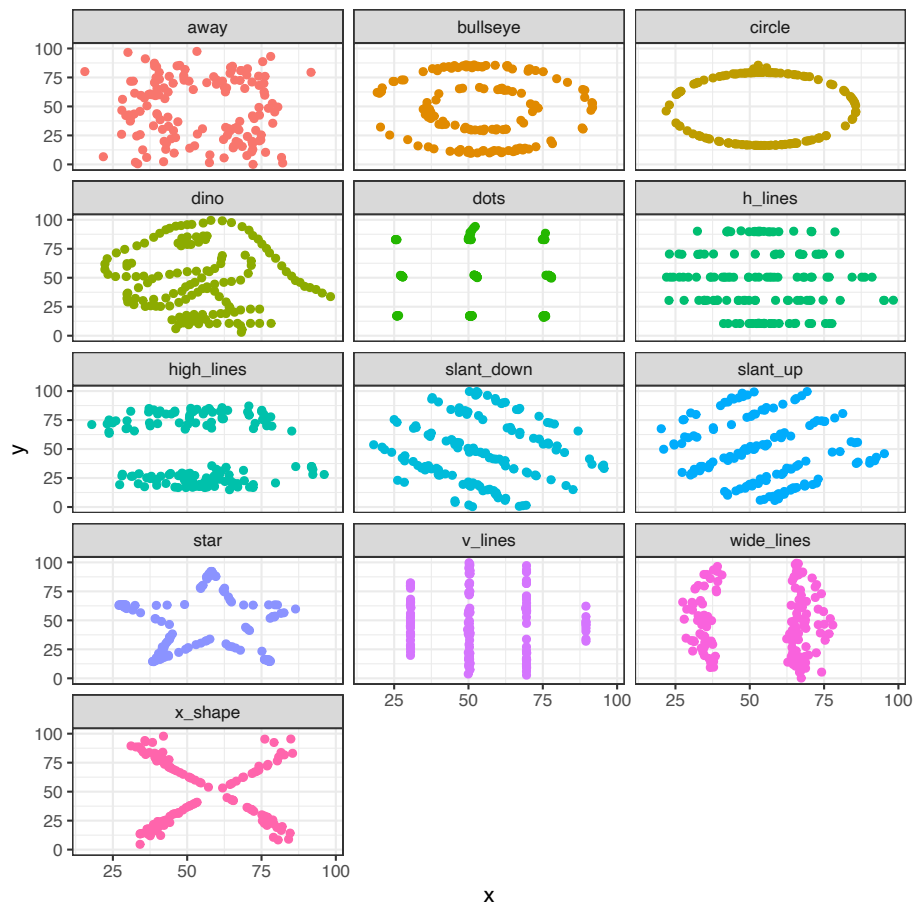 away bullseye circle
100
75
50
25
0
dino dots h_lines
100
75
50
25
0
high_lines slant_down slant_up
100
75
50
25
0
y
star v_lines wide_lines
100
75
50
25
0
25 50 75 100 25 50 75 100
x_shape
100
75
50
25
0
25 50 75 100
x